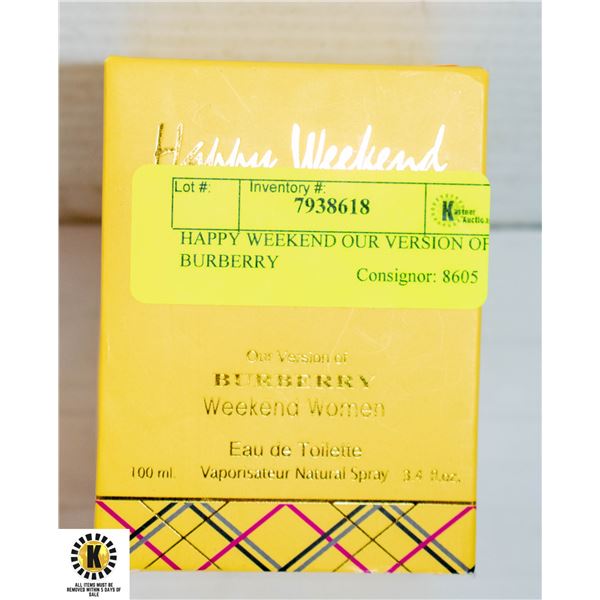 Happy Weekend
Lot #:
Inventory #:
7938618
Kastner
Auctions
HAPPY WEEKEND OUR VERSION OF
BURBERRY
Consignor: 8605
Our Version of
BURBERRY
Weekend Women
Eau de Toilette
100 ml. Vaporisateur Natural Spray 3.4 fl.oz.
K
ALL ITEMS MUST BE
REMOVED WITHIN 5 DAYS OF
SALE